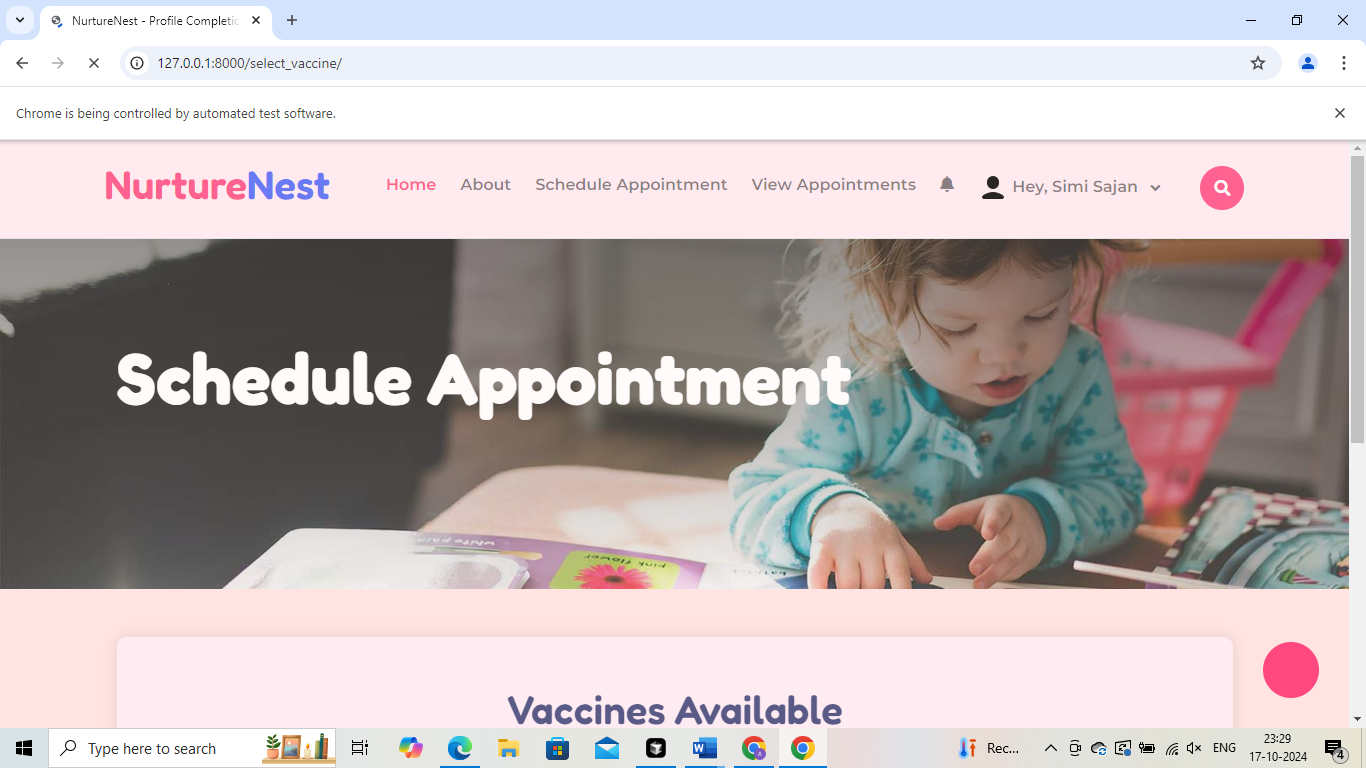 NurtureNest - Profile Completic
127.0.0.1:8000/select_vaccine/
Chrome is being controlled by automated test software.
NurtureNest Home About Schedule Appointment View Appointments Hey, Simi Sajan
Schedule Appointment
pink flower
Vaccines Available
Type here to search
Rec...
ENG
23:29
17-10-2024
4